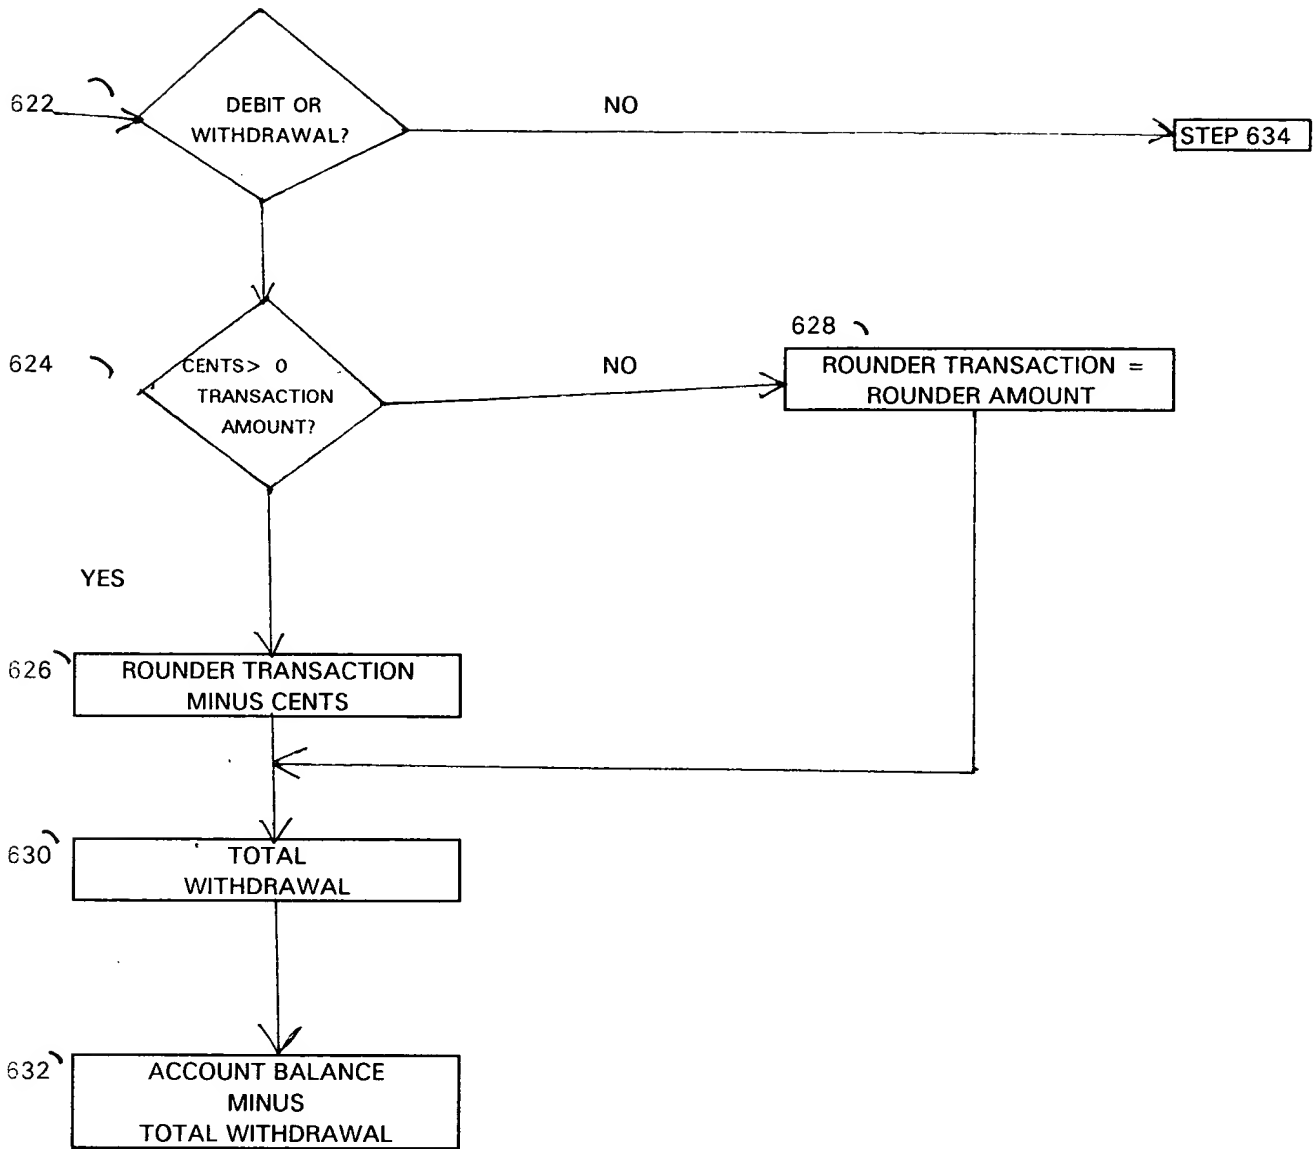 622
DEBIT OR
WITHDRAWAL?
NO
STEP 634
624
CENTS> 0
TRANSACTION
AMOUNT?
NO
628
ROUNDER TRANSACTION =
ROUNDER AMOUNT
YES
626
ROUNDER TRANSACTION
MINUS CENTS
630
TOTAL
WITHDRAWAL
632
ACCOUNT BALANCE
MINUS
TOTAL WITHDRAWAL